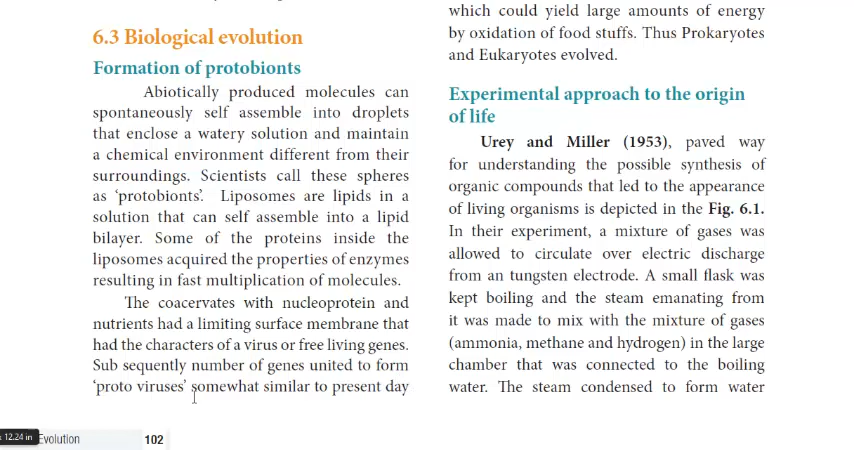 6.3 Biological evolution
Formation of protobionts
Abiotically produced molecules can
spontaneously self assemble into droplets
that enclose a watery solution and maintain
a chemical environment different from their
surroundings. Scientists call these spheres
as ‘protobionts’. Liposomes are lipids in a
solution that can self assemble into a lipid
bilayer. Some of the proteins inside the
liposomes acquired the properties of enzymes
resulting in fast multiplication of molecules.
The coacervates with nucleoprotein and
nutrients had a limiting surface membrane that
had the characters of a virus or free living genes.
Sub sequently number of genes united to form
‘proto viruses’ somewhat similar to present day
which could yield large amounts of energy
by oxidation of food stuffs. Thus Prokaryotes
and Eukaryotes evolved.
Experimental approach to the origin
of life
Urey and Miller (1953), paved way
for understanding the possible synthesis of
organic compounds that led to the appearance
of living organisms is depicted in the Fig. 6.1.
In their experiment, a mixture of gases was
allowed to circulate over electric discharge
from an tungsten electrode. A small flask was
kept boiling and the steam emanating from
it was made to mix with the mixture of gases
(ammonia, methane and hydrogen) in the large
chamber that was connected to the boiling
water. The steam condensed to form water
x 12.24 in Evolution 102